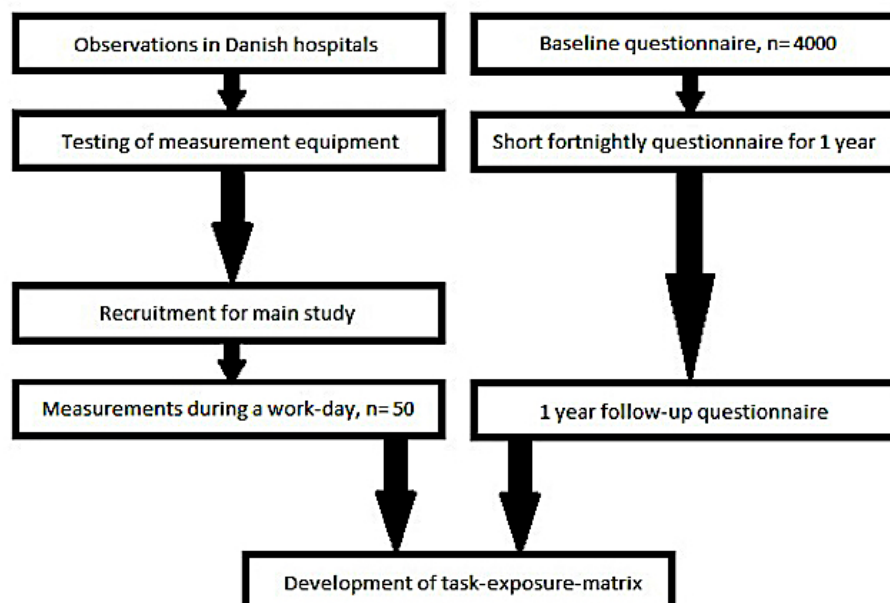 Observations in Danish hospitals
Testing of measurement equipment
Recruitment for main study
Measurements during a work-day, n= 50
Baseline questionnaire, n= 4000
Short fortnightly questionnaire for 1 year
1 year follow-up questionnaire
Development of task-exposure-matrix